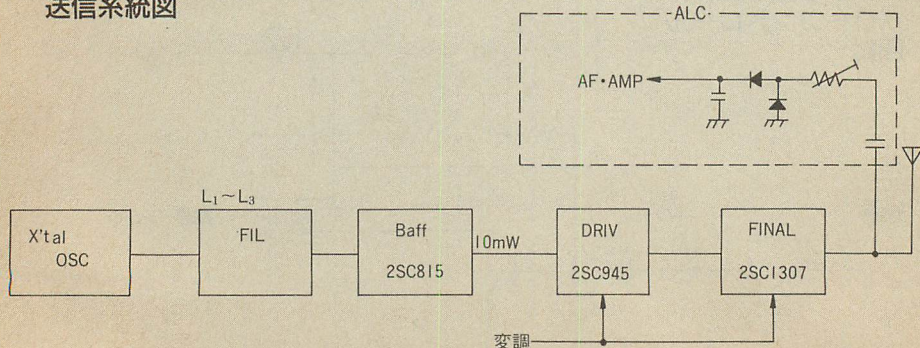 送信系統図
ALC
AF・AMP
L₁～L₃
X'tal
OSC
FIL
Baff
2SC815
10mW
DRIV
2SC945
FINAL
2SC1307
変調